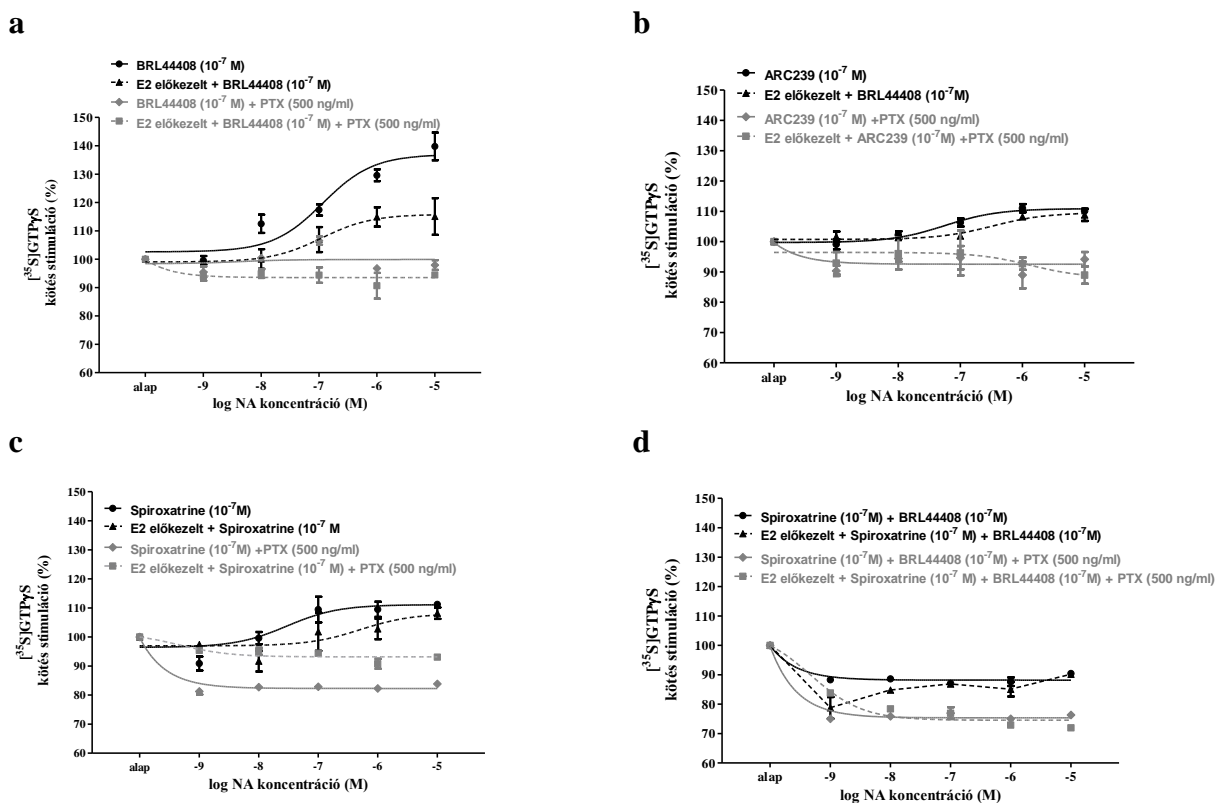 a
BRL44408 (10-7 M)
E2 előkezelt + BRL44408 (10-7 M)
BRL44408 (10-7 M) + PTX (500 ng/ml)
E2 előkezelt + BRL44408 (10-7 M) + PTX (500 ng/ml)
[35S]GTPγS
kötés stimuláció (%)
150
140
130
120
110
100
90
80
70
60
alap
-9
-8
-7
-6
-5
log NA koncentráció (M)
b
ARC239 (10-7 M)
E2 előkezelt + BRL44408 (10-7M)
ARC239 (10-7 M) +PTX (500 ng/ml)
E2 előkezelt + ARC239 (10-7M) +PTX (500 ng/ml)
[35S]GTPγS
kötés stimuláció (%)
150
140
130
120
110
100
90
80
70
60
alap
-9
-8
-7
-6
-5
log NA koncentráció (M)
c
Spiroxatrine (10-7M)
E2 előkezelt + Spiroxatrine (10-7 M
Spiroxatrine (10-7M) +PTX (500 ng/ml)
E2 előkezelt + Spiroxatrine (10-7 M) + PTX (500 ng/ml)
[35S]GTPγS
kötés stimuláció (%)
150
140
130
120
110
100
90
80
70
60
alap
-9
-8
-7
-6
-5
log NA koncentráció (M)
d
Spiroxatrine (10-7M) + BRL44408 (10-7M)
E2 előkezelt + Spiroxatrine (10-7 M) + BRL44408 (10-7M)
Spiroxatrine (10-7M) + BRL44408 (10-7M) + PTX (500 ng/ml)
E2 előkezelt + Spiroxatrine (10-7 M) + BRL44408 (10-7M) + PTX (500 ng/ml)
[35S]GTPγS
kötés stimuláció (%)
150
140
130
120
110
100
90
80
70
60
alap
-9
-8
-7
-6
-5
log NA koncentráció (M)